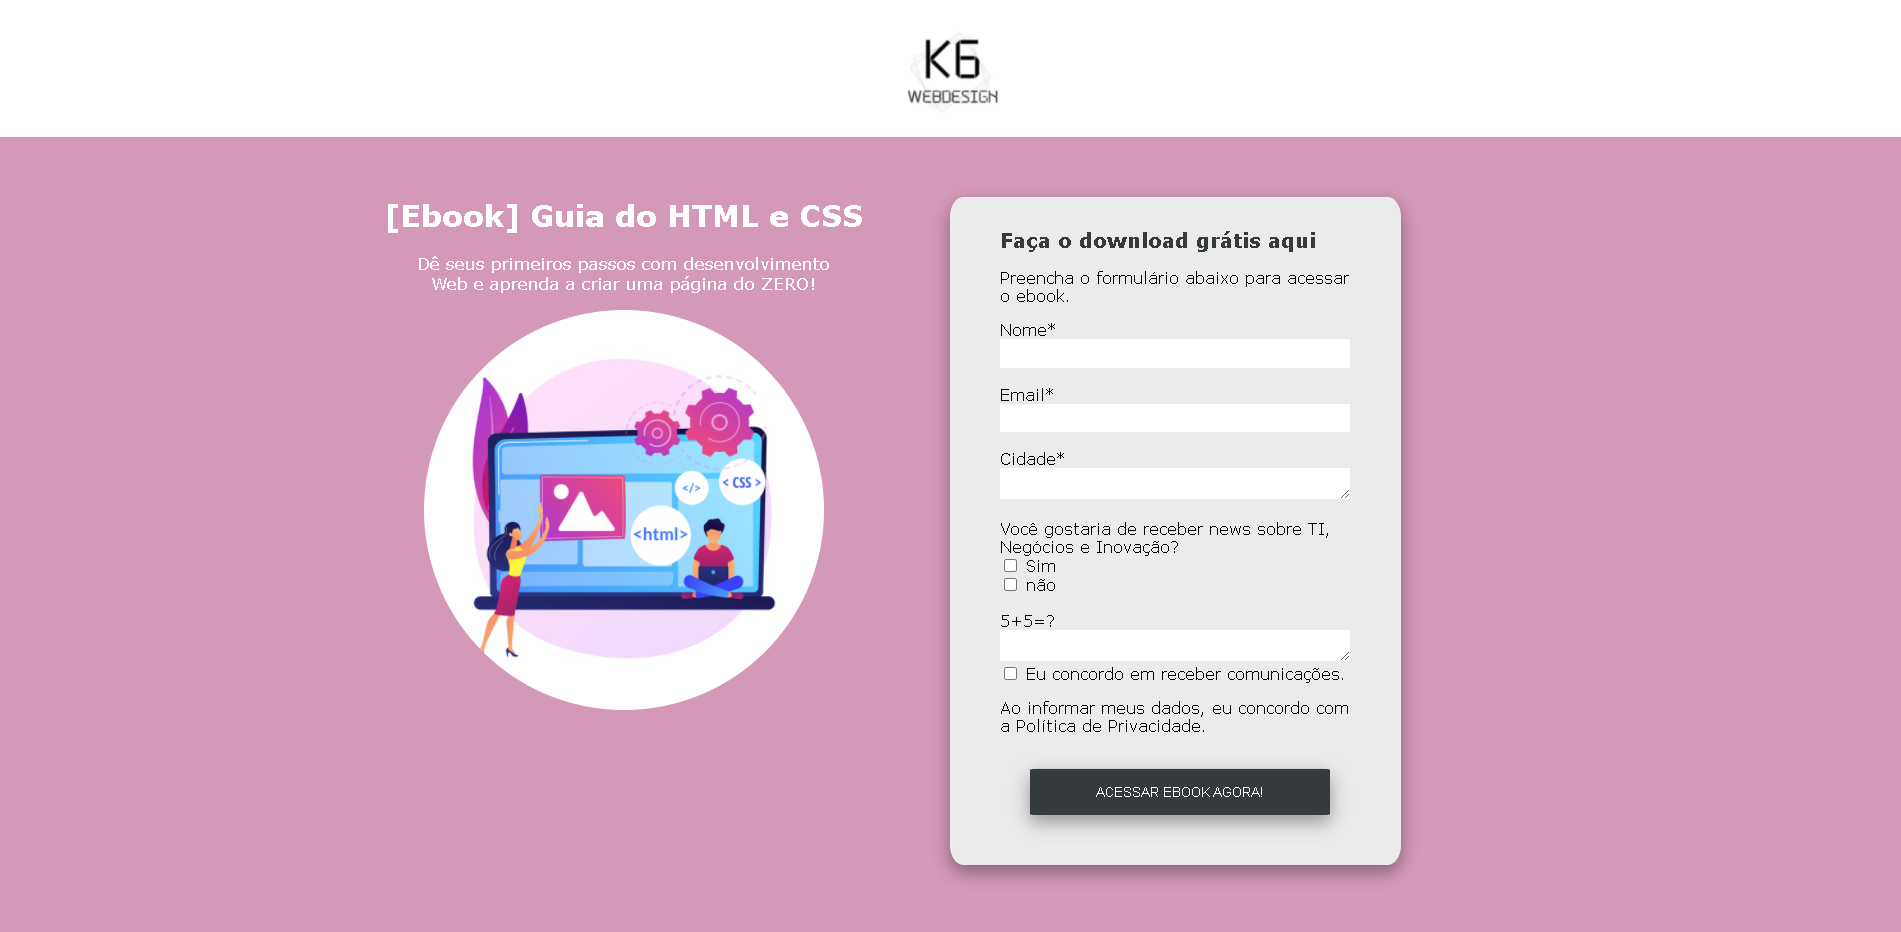 K6
WEBDESIGN
[Ebook] Guia do HTML e CSS
Dê seus primeiros passos com desenvolvimento
Web e aprenda a criar uma página do ZERO!
</>
< CSS >
<html>
Faça o download grátis aqui
Preencha o formulário abaixo para acessar
o ebook.
Nome*
Email*
Cidade*
Você gostaria de receber news sobre TI,
Negócios e Inovação?
Sim
não
5+5=?
Eu concordo em receber comunicações.
Ao informar meus dados, eu concordo com
a Política de Privacidade.
ACESSAR EBOOK AGORA!